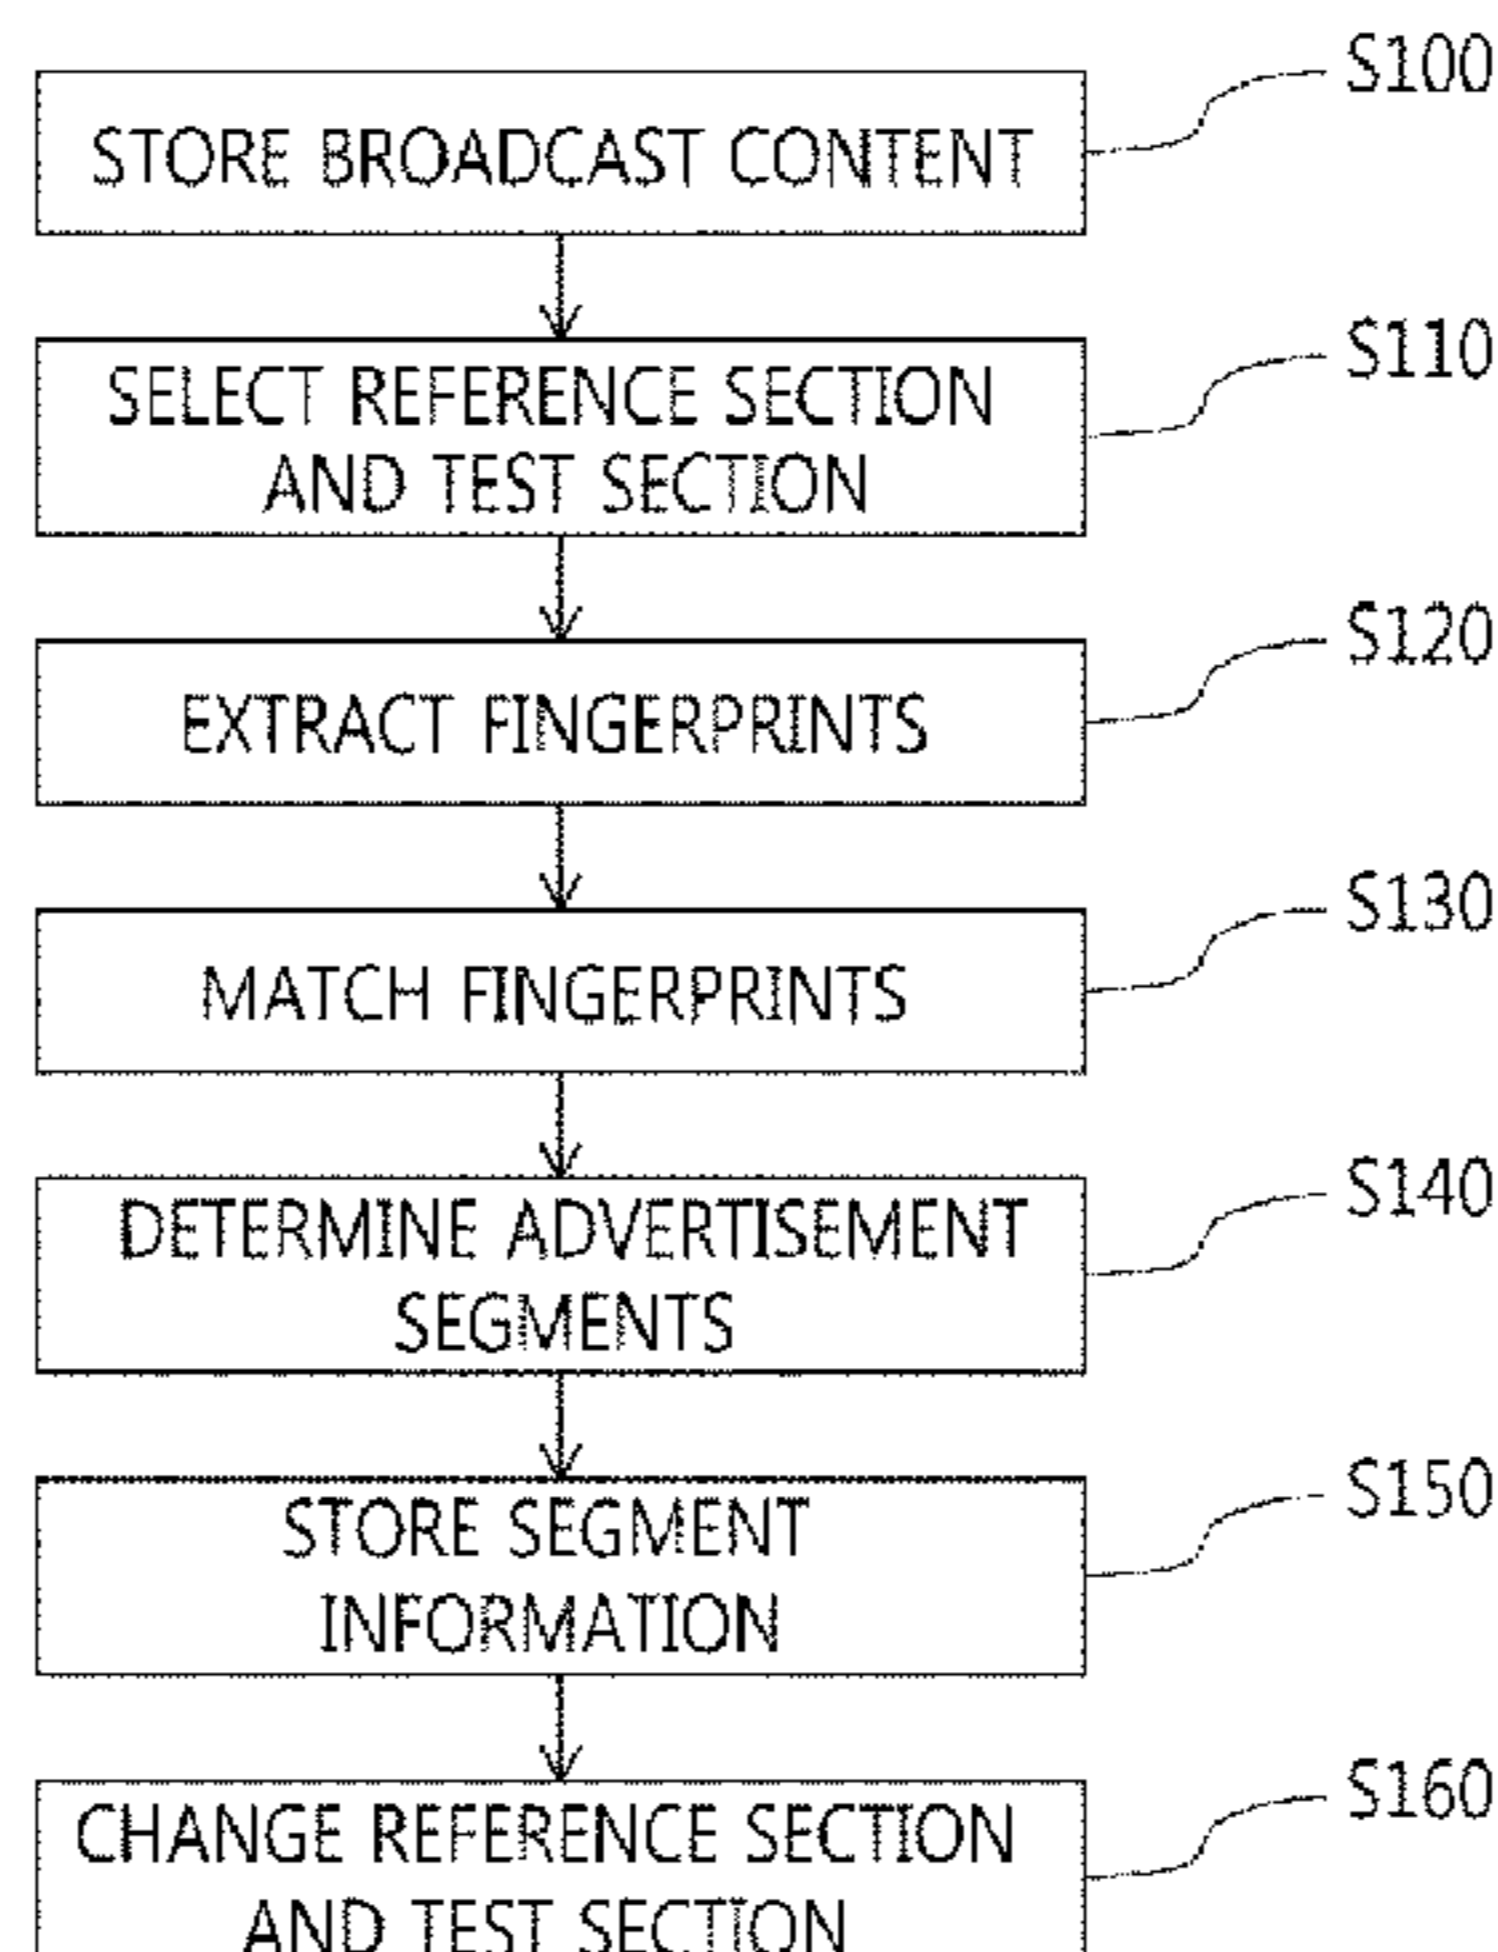 S100
STORE BROADCAST CONTENT
S110
SELECT REFERENCE SECTION
AND TEST SECTION
S120
EXTRACT FINGERPRINTS
S130
MATCH FINGERPRINTS
S140
DETERMINE ADVERTISEMENT
SEGMENTS
S150
STORE SEGMENT
INFORMATION
S160
CHANGE REFERENCE SECTION
AND TEST SECTION